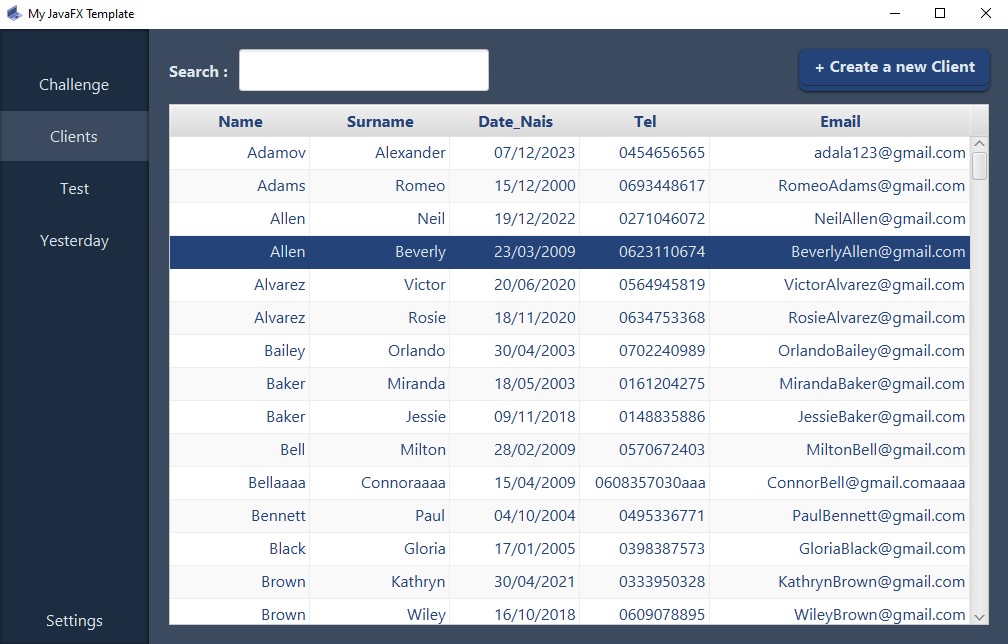 My JavaFX Template
Challenge
Clients
Test
Yesterday
Settings
Search :
+ Create a new Client
Name Surname Date_Nais Tel Email
Adamov Alexander 07/12/2023 0454656565 adala123@gmail.com
Adams Romeo 15/12/2000 0693448617 RomeoAdams@gmail.com
Allen Neil 19/12/2022 0271046072 NeilAllen@gmail.com
Allen Beverly 23/03/2009 0623110674 BeverlyAllen@gmail.com
Alvarez Victor 20/06/2020 0564945819 VictorAlvarez@gmail.com
Alvarez Rosie 18/11/2020 0634753368 RosieAlvarez@gmail.com
Bailey Orlando 30/04/2003 0702240989 OrlandoBailey@gmail.com
Baker Miranda 18/05/2003 0161204275 MirandaBaker@gmail.com
Baker Jessie 09/11/2018 0148835886 JessieBaker@gmail.com
Bell Milton 28/02/2009 0570672403 MiltonBell@gmail.com
Bellaaaa Connoraaaa 15/04/2009 0608357030aaa ConnorBell@gmail.comaaaa
Bennett Paul 04/10/2004 0495336771 PaulBennett@gmail.com
Black Gloria 17/01/2005 0398387573 GloriaBlack@gmail.com
Brown Kathryn 30/04/2021 0333950328 KathrynBrown@gmail.com
Brown Wiley 16/10/2018 0609078895 WileyBrown@gmail.com